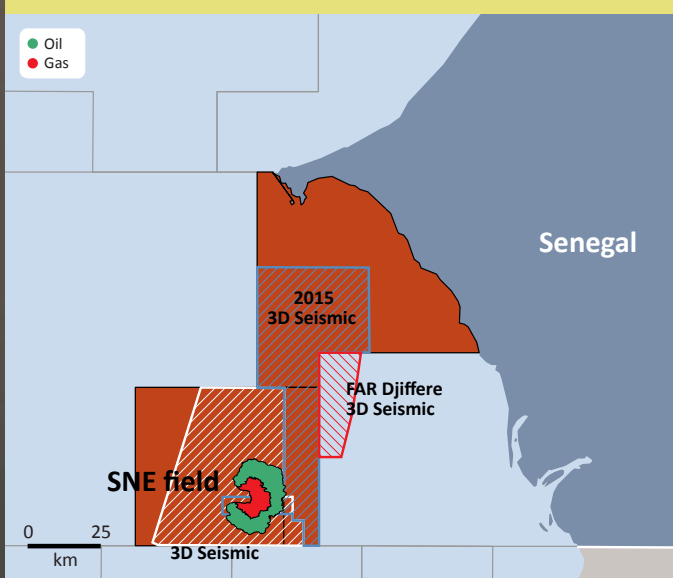 Oil
Gas
Senegal
2015
3D Seismic
FAR Djiffere
3D Seismic
SNE field
0 25
km
3D Seismic